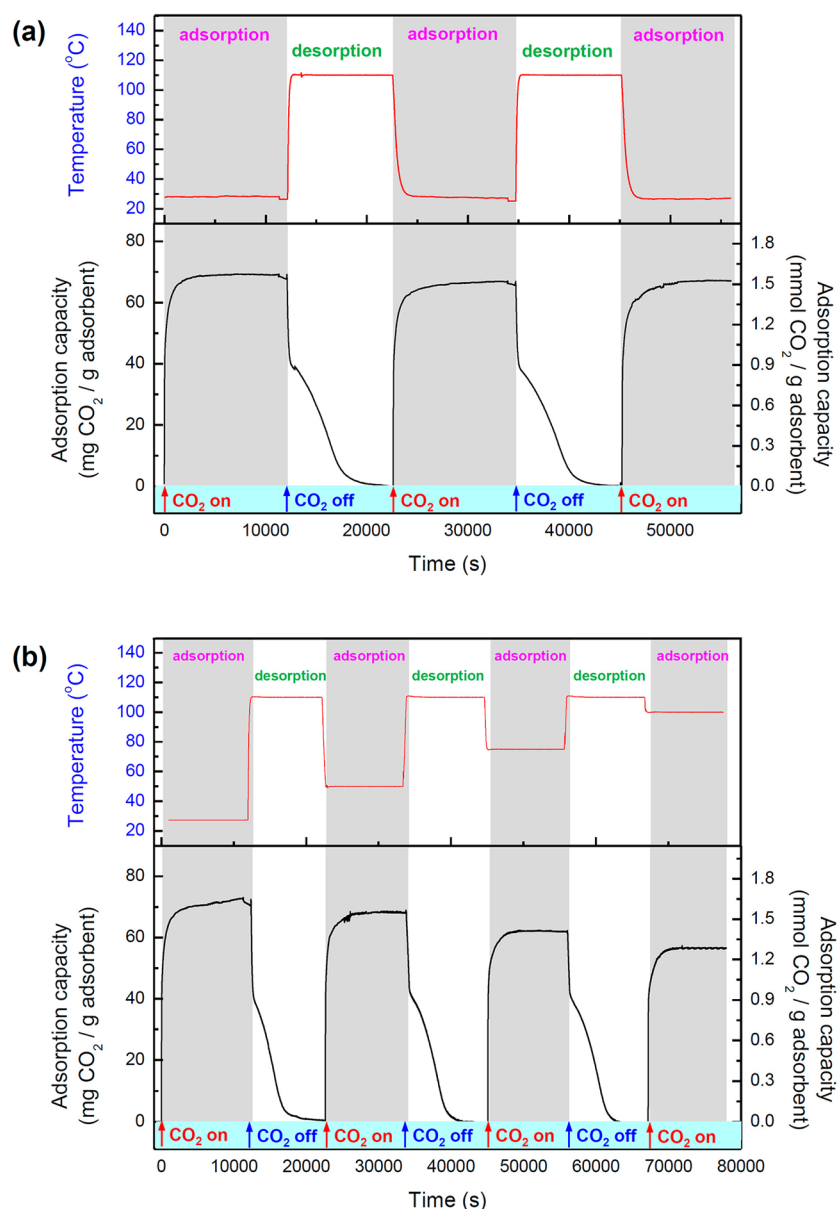 (a)
adsorption desorption adsorption desorption adsorption
Temperature (°C)
140
120
100
80
60
40
20
Adsorption capacity
(mg CO₂ / g adsorbent)
80
60
40
20
0
1.8
1.5
1.2
0.9
0.6
0.3
0.0
Adsorption capacity
(mmol CO₂ / g adsorbent)
CO₂ on CO₂ off CO₂ on CO₂ off CO₂ on
0 10000 20000 30000 40000 50000
Time (s)
(b)
adsorption desorption adsorption desorption adsorption desorption adsorption
Temperature (°C)
140
120
100
80
60
40
20
Adsorption capacity
(mg CO₂ / g adsorbent)
80
60
40
20
0
1.8
1.5
1.2
0.9
0.6
0.3
0.0
Adsorption capacity
(mmol CO₂ / g adsorbent)
CO₂ on CO₂ off CO₂ on CO₂ off CO₂ on CO₂ off CO₂ on
0 10000 20000 30000 40000 50000 60000 70000 80000
Time (s)